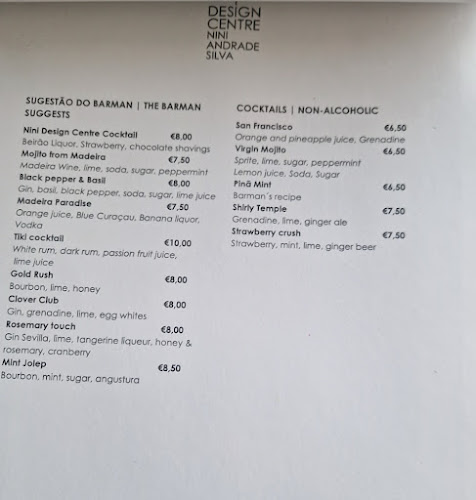 DESIGN
CENTRE
NINI
ANDRADE
SILVA
SUGESTÃO DO BARMAN | THE BARMAN
SUGGESTS
Nini Design Centre Cocktail €8,00
Beirão Liquor, Strawberry, chocolate shavings
Mojito from Madeira €7,50
Madeira Wine, lime, soda, sugar, peppermint
Black pepper & Basil €8,00
Gin, basil, black pepper, soda, sugar, lime juice
Madeira Paradise €7,50
Orange juice, Blue Curaçau, Banana liquor,
Vodka
Tiki cocktail €10,00
White rum, dark rum, passion fruit juice,
lime juice
Gold Rush €8,00
Bourbon, lime, honey
Clover Club €8,00
Gin, grenadine, lime, egg whites
Rosemary touch €8,00
Gin Sevilla, lime, tangerine liqueur, honey &
rosemary, cranberry
Mint Jolep €8,50
Bourbon, mint, sugar, angustura
COCKTAILS | NON-ALCOHOLIC
San Francisco €6,50
Orange and pineapple juice, Grenadine
Virgin Mojito €6,50
Sprite, lime, sugar, peppermint
Lemon juice, Soda, Sugar
Pinã Mint €6,50
Barman´s recipe
Shirly Temple €7,50
Grenadine, lime, ginger ale
Strawberry crush €7,50
Strawberry, mint, lime, ginger beer